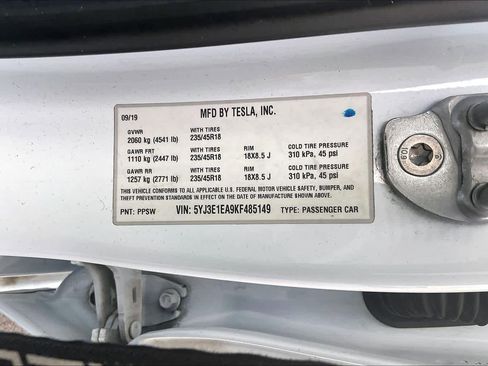 09/19 MFD BY TESLA, INC.
GVWR WITH TIRES
2060 kg (4541 lb) 235/45R18
GAWR FRT WITH TIRES RIM COLD TIRE PRESSURE
1110 kg (2447 lb) 235/45R18 18X8.5 J 310 kPa, 45 psi
GAWR RR WITH TIRES RIM COLD TIRE PRESSURE
1257 kg (2771 lb) 235/45R18 18X8.5 J 310 kPa, 45 psi
THIS VEHICLE CONFORMS TO ALL APPLICABLE U.S. FEDERAL MOTOR VEHICLE SAFETY, BUMPER, AND
THEFT PREVENTION STANDARDS IN EFFECT ON THE DATE OF MANUFACTURE SHOWN ABOVE.
PNT: PPSW VIN: 5YJ3E1EA9KF485149 TYPE: PASSENGER CAR